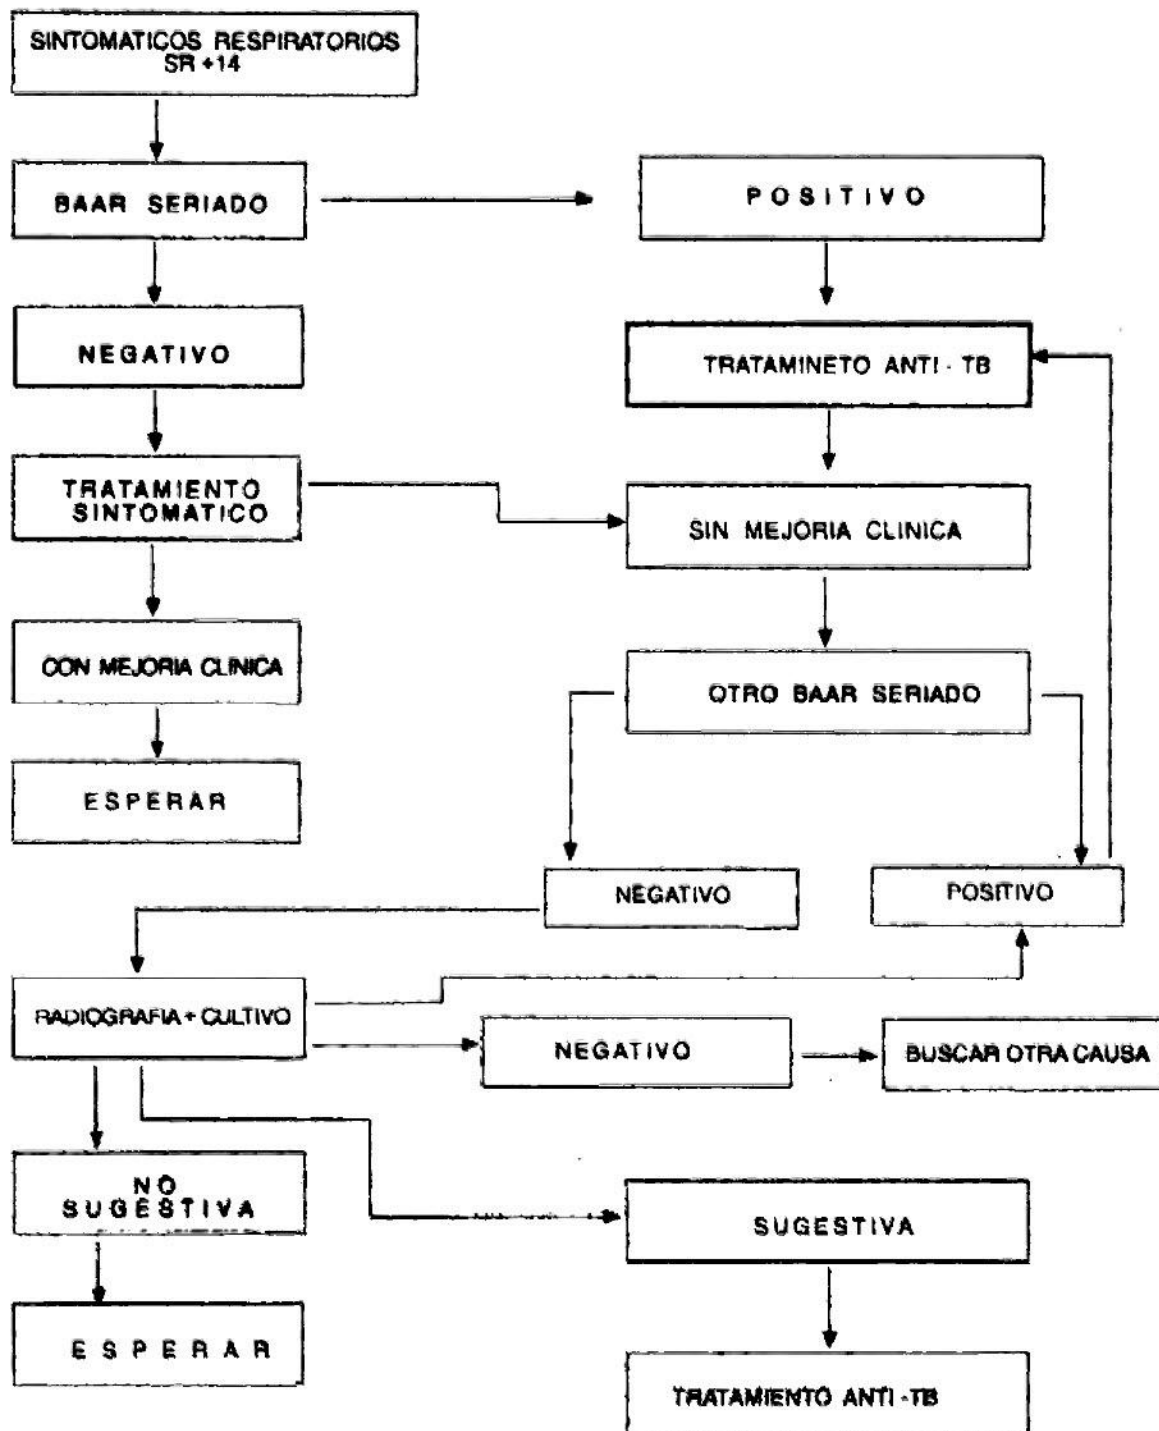 SINTOMATICOS RESPIRATORIOS
SR +14
BAAR SERIADO
POSITIVO
NEGATIVO
TRATAMINETO ANTI - TB
TRATAMIENTO
SINTOMATICO
SIN MEJORIA CLINICA
CON MEJORIA CLINICA
OTRO BAAR SERIADO
ESPERAR
NEGATIVO
POSITIVO
RADIOGRAFIA + CULTIVO
NEGATIVO
BUSCAR OTRA CAUSA
NO
SUGESTIVA
SUGESTIVA
ESPERAR
TRATAMIENTO ANTI - TB